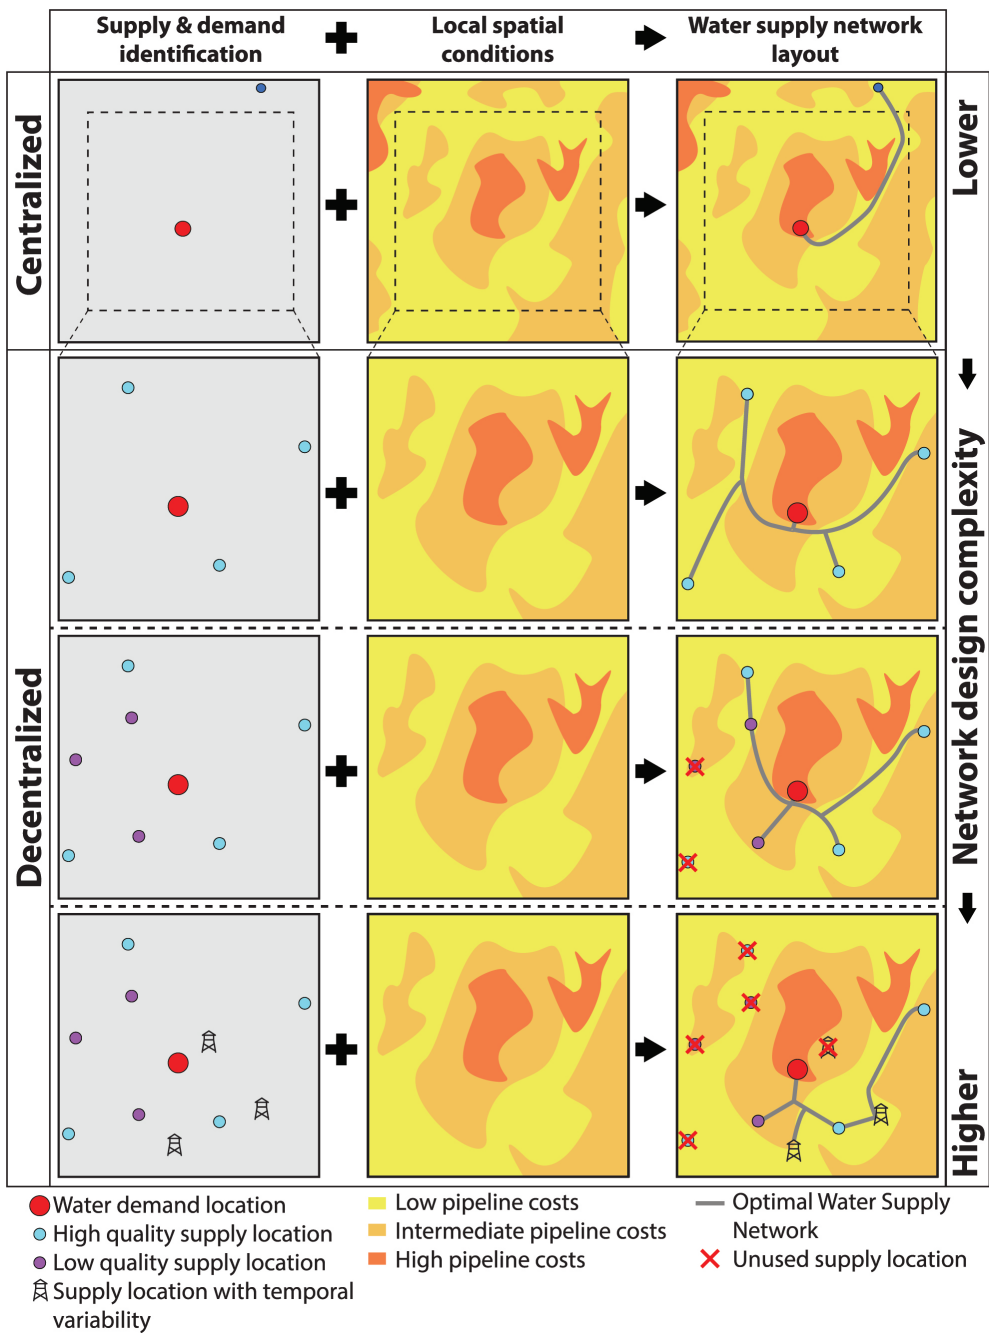 Supply & demand
identification
Local spatial
conditions
Water supply network
layout
Centralized
Lower
Decentralized
Network design complexity
Higher
Water demand location
High quality supply location
Low quality supply location
Supply location with temporal
variability
Low pipeline costs
Intermediate pipeline costs
High pipeline costs
Optimal Water Supply
Network
Unused supply location